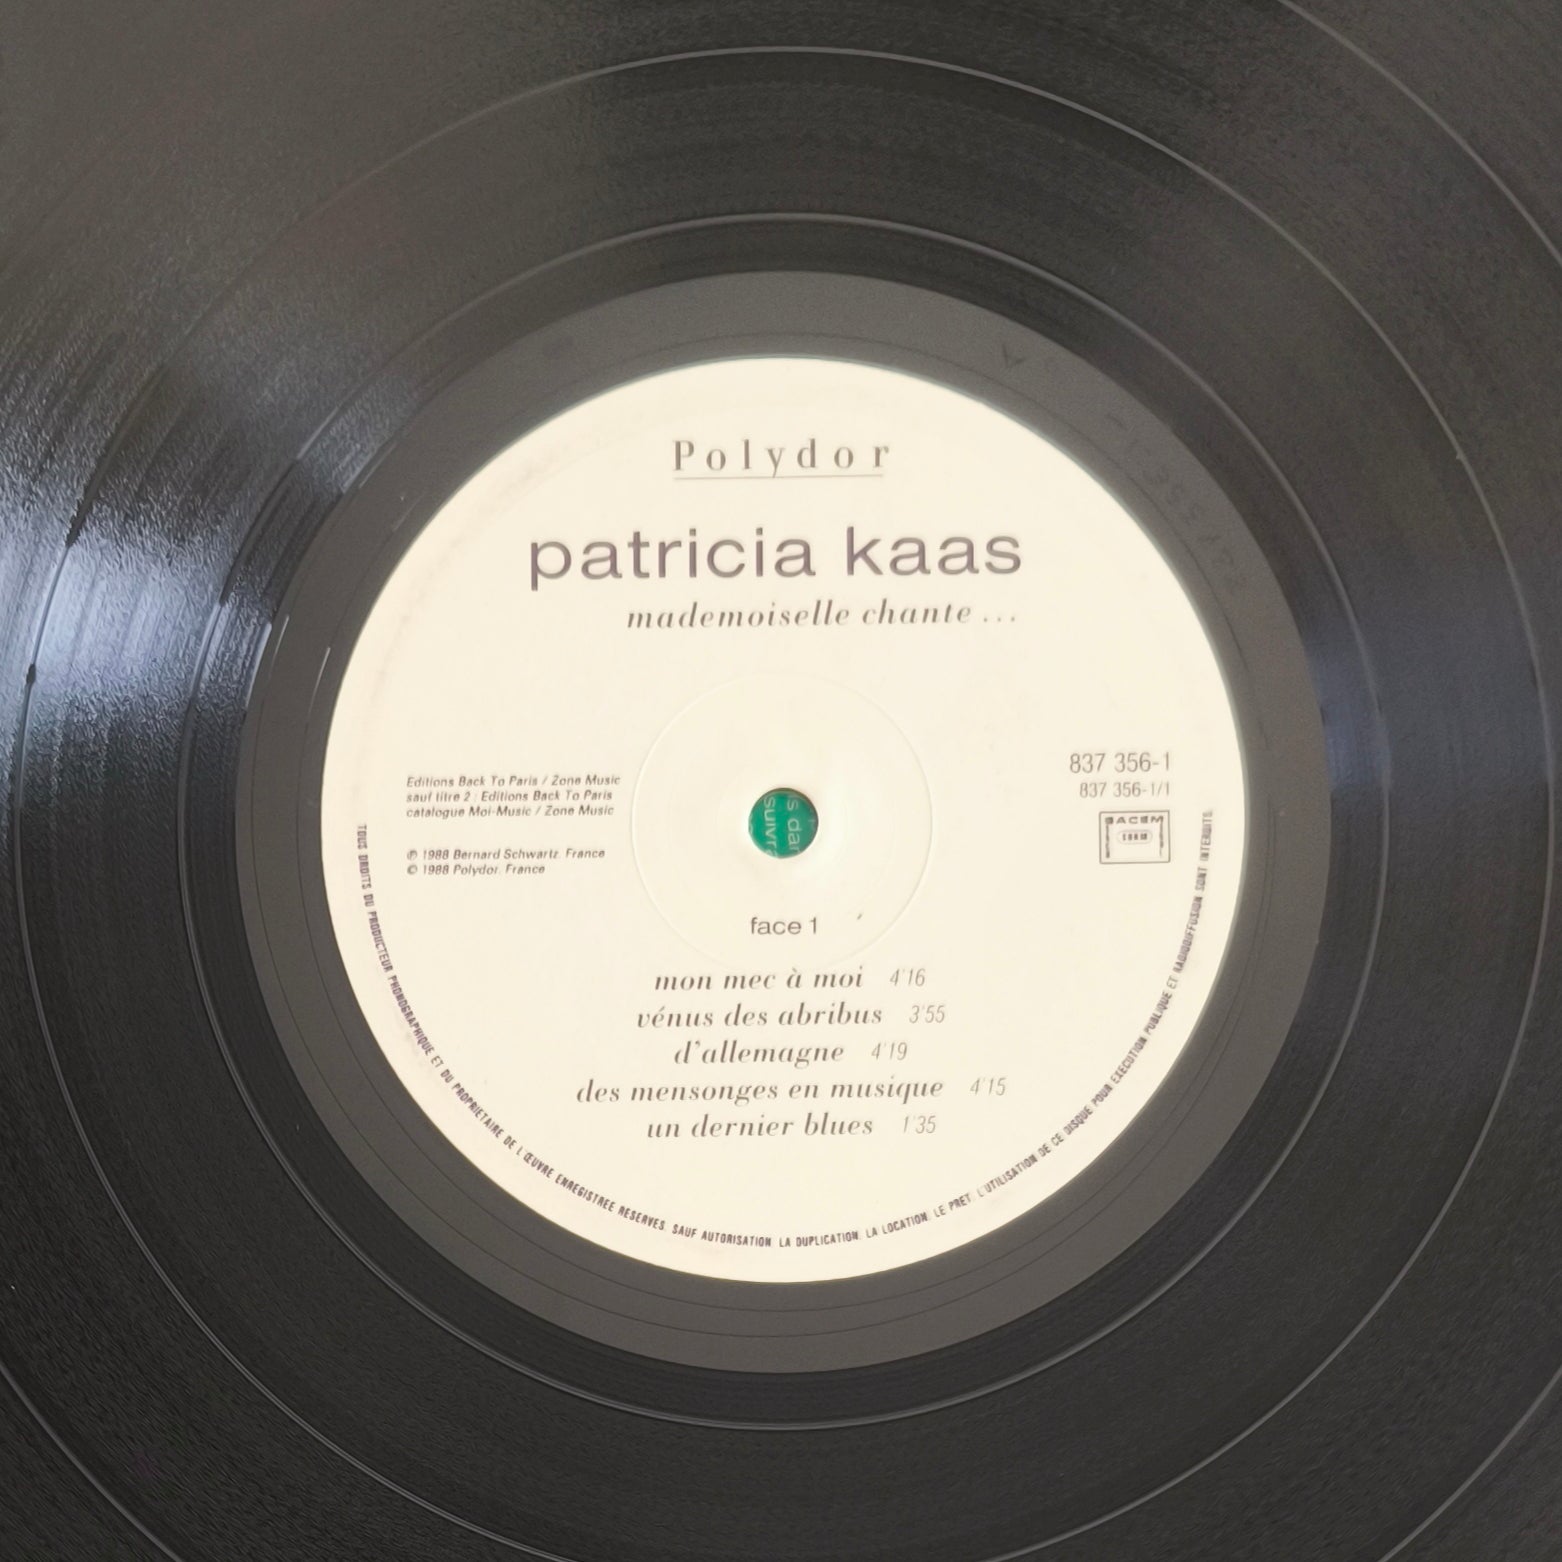 Polydor
patricia kaas
mademoiselle chante ...
Editions Back To Paris / Zone Music
sauf titre 2 : Editions Back To Paris
catalogue Moi-Music / Zone Music
℗ 1988 Bernard Schwartz. France
© 1988 Polydor. France
837 356-1
837 356-1/1
SACEM
face 1
mon mec à moi 4'16
vénus des abribus 3'55
d'allemagne 4'19
des mensonges en musique 4'15
un dernier blues 1'35
TOUS DROITS DU PRODUCTEUR PHONOGRAPHIQUE ET DU PROPRIETAIRE DE L'ŒUVRE ENREGISTREE RESERVES. SAUF AUTORISATION. LA DUPLICATION. LA LOCATION. LE PRET. L'UTILISATION DE CE DISQUE POUR EXECUTION PUBLIQUE ET RADIODIFFUSION SONT INTERDITS.